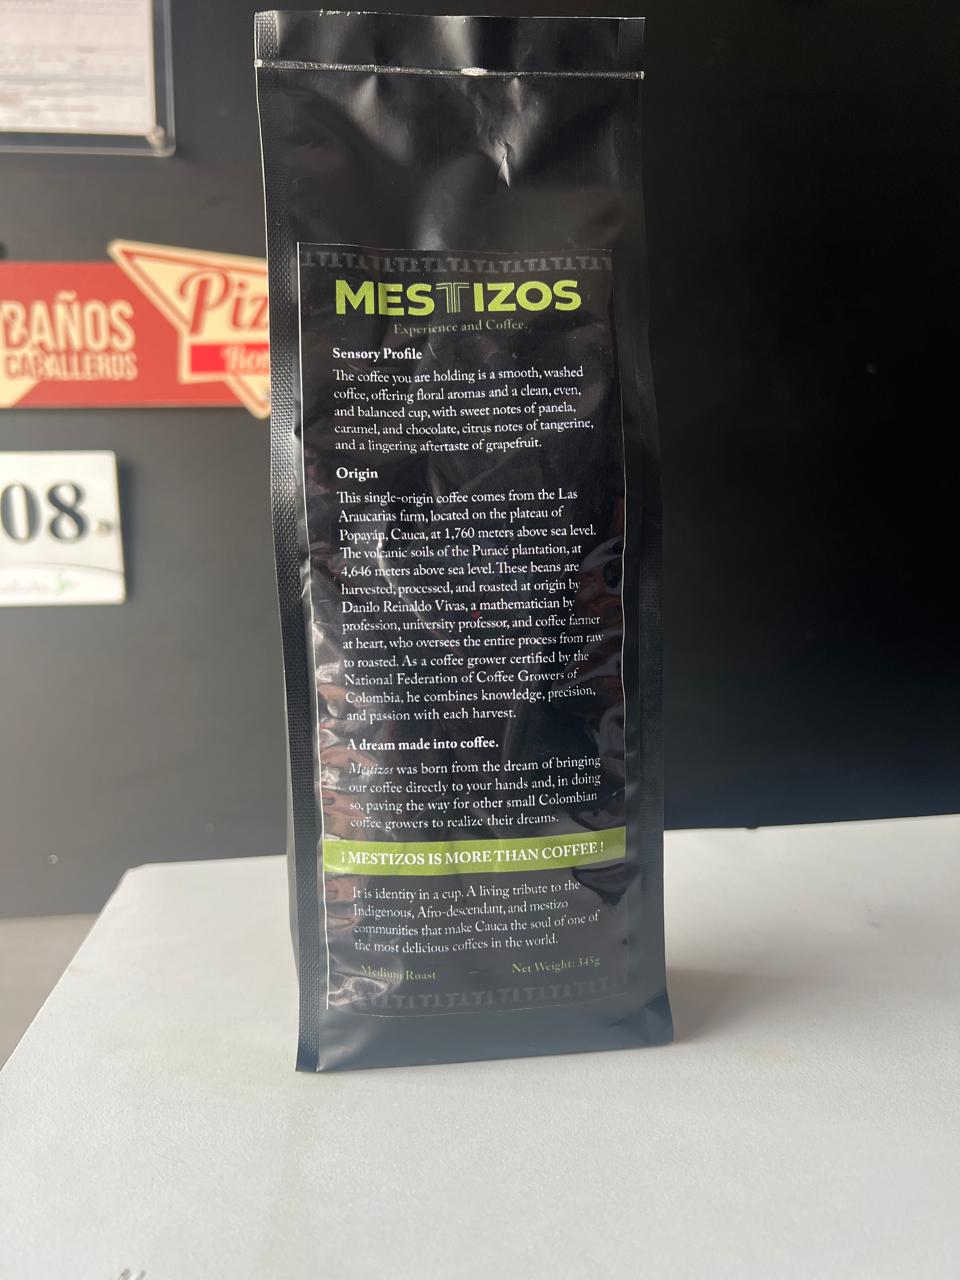 BAÑOS
CABALLEROS
Piz
08
MESTIZOS
Experience and Coffee.
Sensory Profile
The coffee you are holding is a smooth, washed
coffee, offering floral aromas and a clean, even,
and balanced cup, with sweet notes of panela,
caramel, and chocolate, citrus notes of tangerine,
and a lingering aftertaste of grapefruit.
Origin
This single-origin coffee comes from the Las
Araucarias farm, located on the plateau of
Popayán, Cauca, at 1,760 meters above sea level.
The volcanic soils of the Puracé plantation, at
4,646 meters above sea level. These beans are
harvested, processed, and roasted at origin by
Danilo Reinaldo Vivas, a mathematician by
profession, university professor, and coffee farmer
at heart, who oversees the entire process from raw
to roasted. As a coffee grower certified by the
National Federation of Coffee Growers of
Colombia, he combines knowledge, precision,
and passion with each harvest.
A dream made into coffee.
Mestizos was born from the dream of bringing
our coffee directly to your hands and, in doing
so, paving the way for other small Colombian
coffee growers to realize their dreams.
¡MESTIZOS IS MORE THAN COFFEE!
It is identity in a cup. A living tribute to the
Indigenous, Afro-descendant, and mestizo
communities that make Cauca the soul of one of
the most delicious coffees in the world.
Medium Roast
Net Weight: 345g